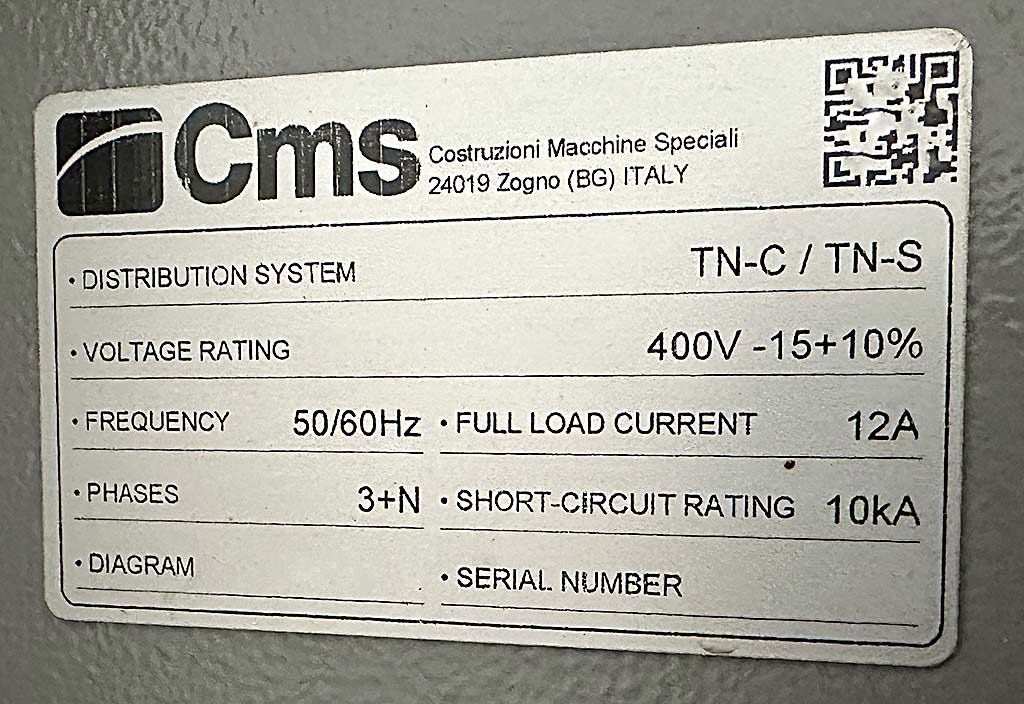 Cms
Costruzioni Macchine Speciali
24019 Zogno (BG) ITALY
• DISTRIBUTION SYSTEM TN-C / TN-S
• VOLTAGE RATING 400V -15+10%
• FREQUENCY 50/60Hz • FULL LOAD CURRENT 12A
• PHASES 3+N • SHORT-CIRCUIT RATING 10kA
• DIAGRAM • SERIAL NUMBER